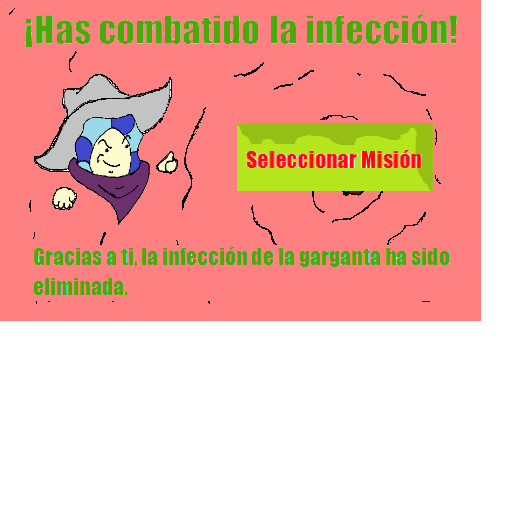 ¡Has combatido la infección!
Seleccionar Misión
Gracias a ti, la infección de la garganta ha sido
eliminada.